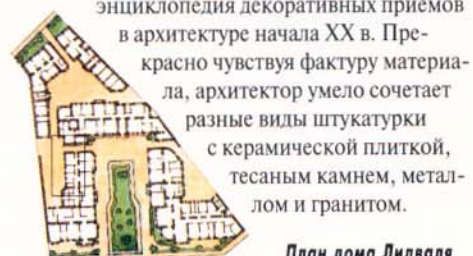 энциклопедия декоративных приемов
в архитектуре начала XX в. Пре-
красно чувствуя фактуру материа-
ла, архитектор умело сочетает
разные виды штукатурки
с керамической плиткой,
тесаным камнем, метал-
лом и гранитом.
План дома Лидваля